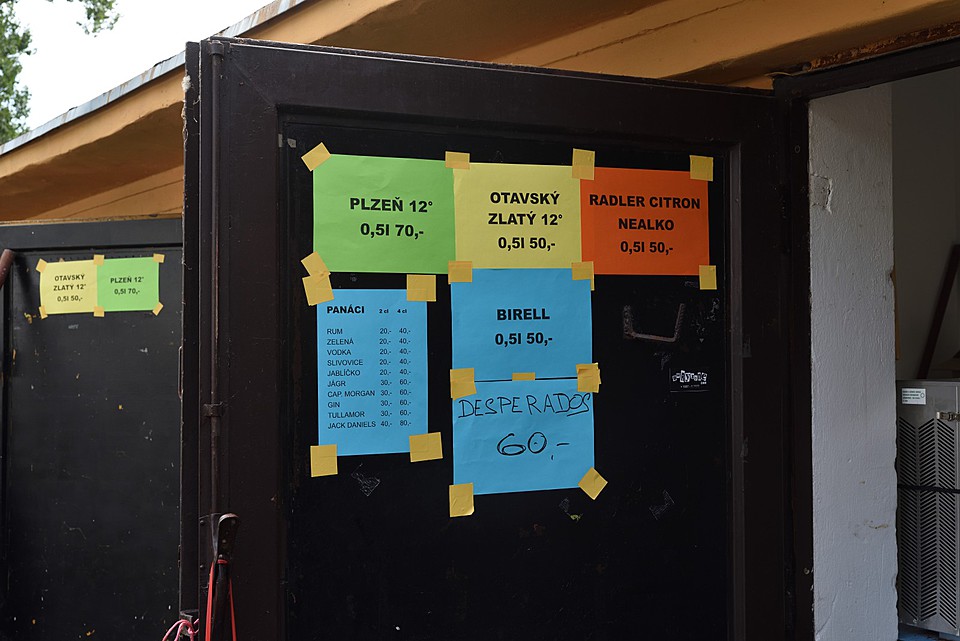 PLZEŇ 12°
0,5l 70,-
OTAVSKÝ
ZLATÝ 12°
0,5l 50,-
RADLER CITRON
NEALKO
0,5l 50,-
OTAVSKÝ
ZLATÝ 12°
0,5l 50,-
PLZEŇ 12°
0,5l 70,-
PANÁCI 2 cl 4 cl
RUM 20,- 40,-
ZELENÁ 20,- 40,-
VODKA 20,- 40,-
SLIVOVICE 20,- 40,-
JABLÍČKO 20,- 40,-
JÄGR 30,- 60,-
CAP. MORGAN 30,- 60,-
GIN 30,- 60,-
TULLAMOR 30,- 60,-
JACK DANIELS 40,- 80,-
BIRELL
0,5l 50,-
DESPERADOS
60,-